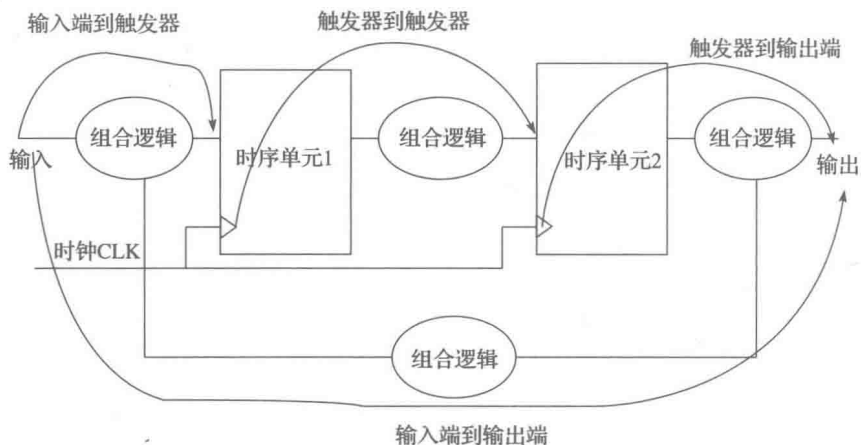 输入端到触发器
触发器到触发器
触发器到输出端
组合逻辑
时序单元1
组合逻辑
时序单元2
组合逻辑
输入
输出
时钟CLK
组合逻辑
输入端到输出端